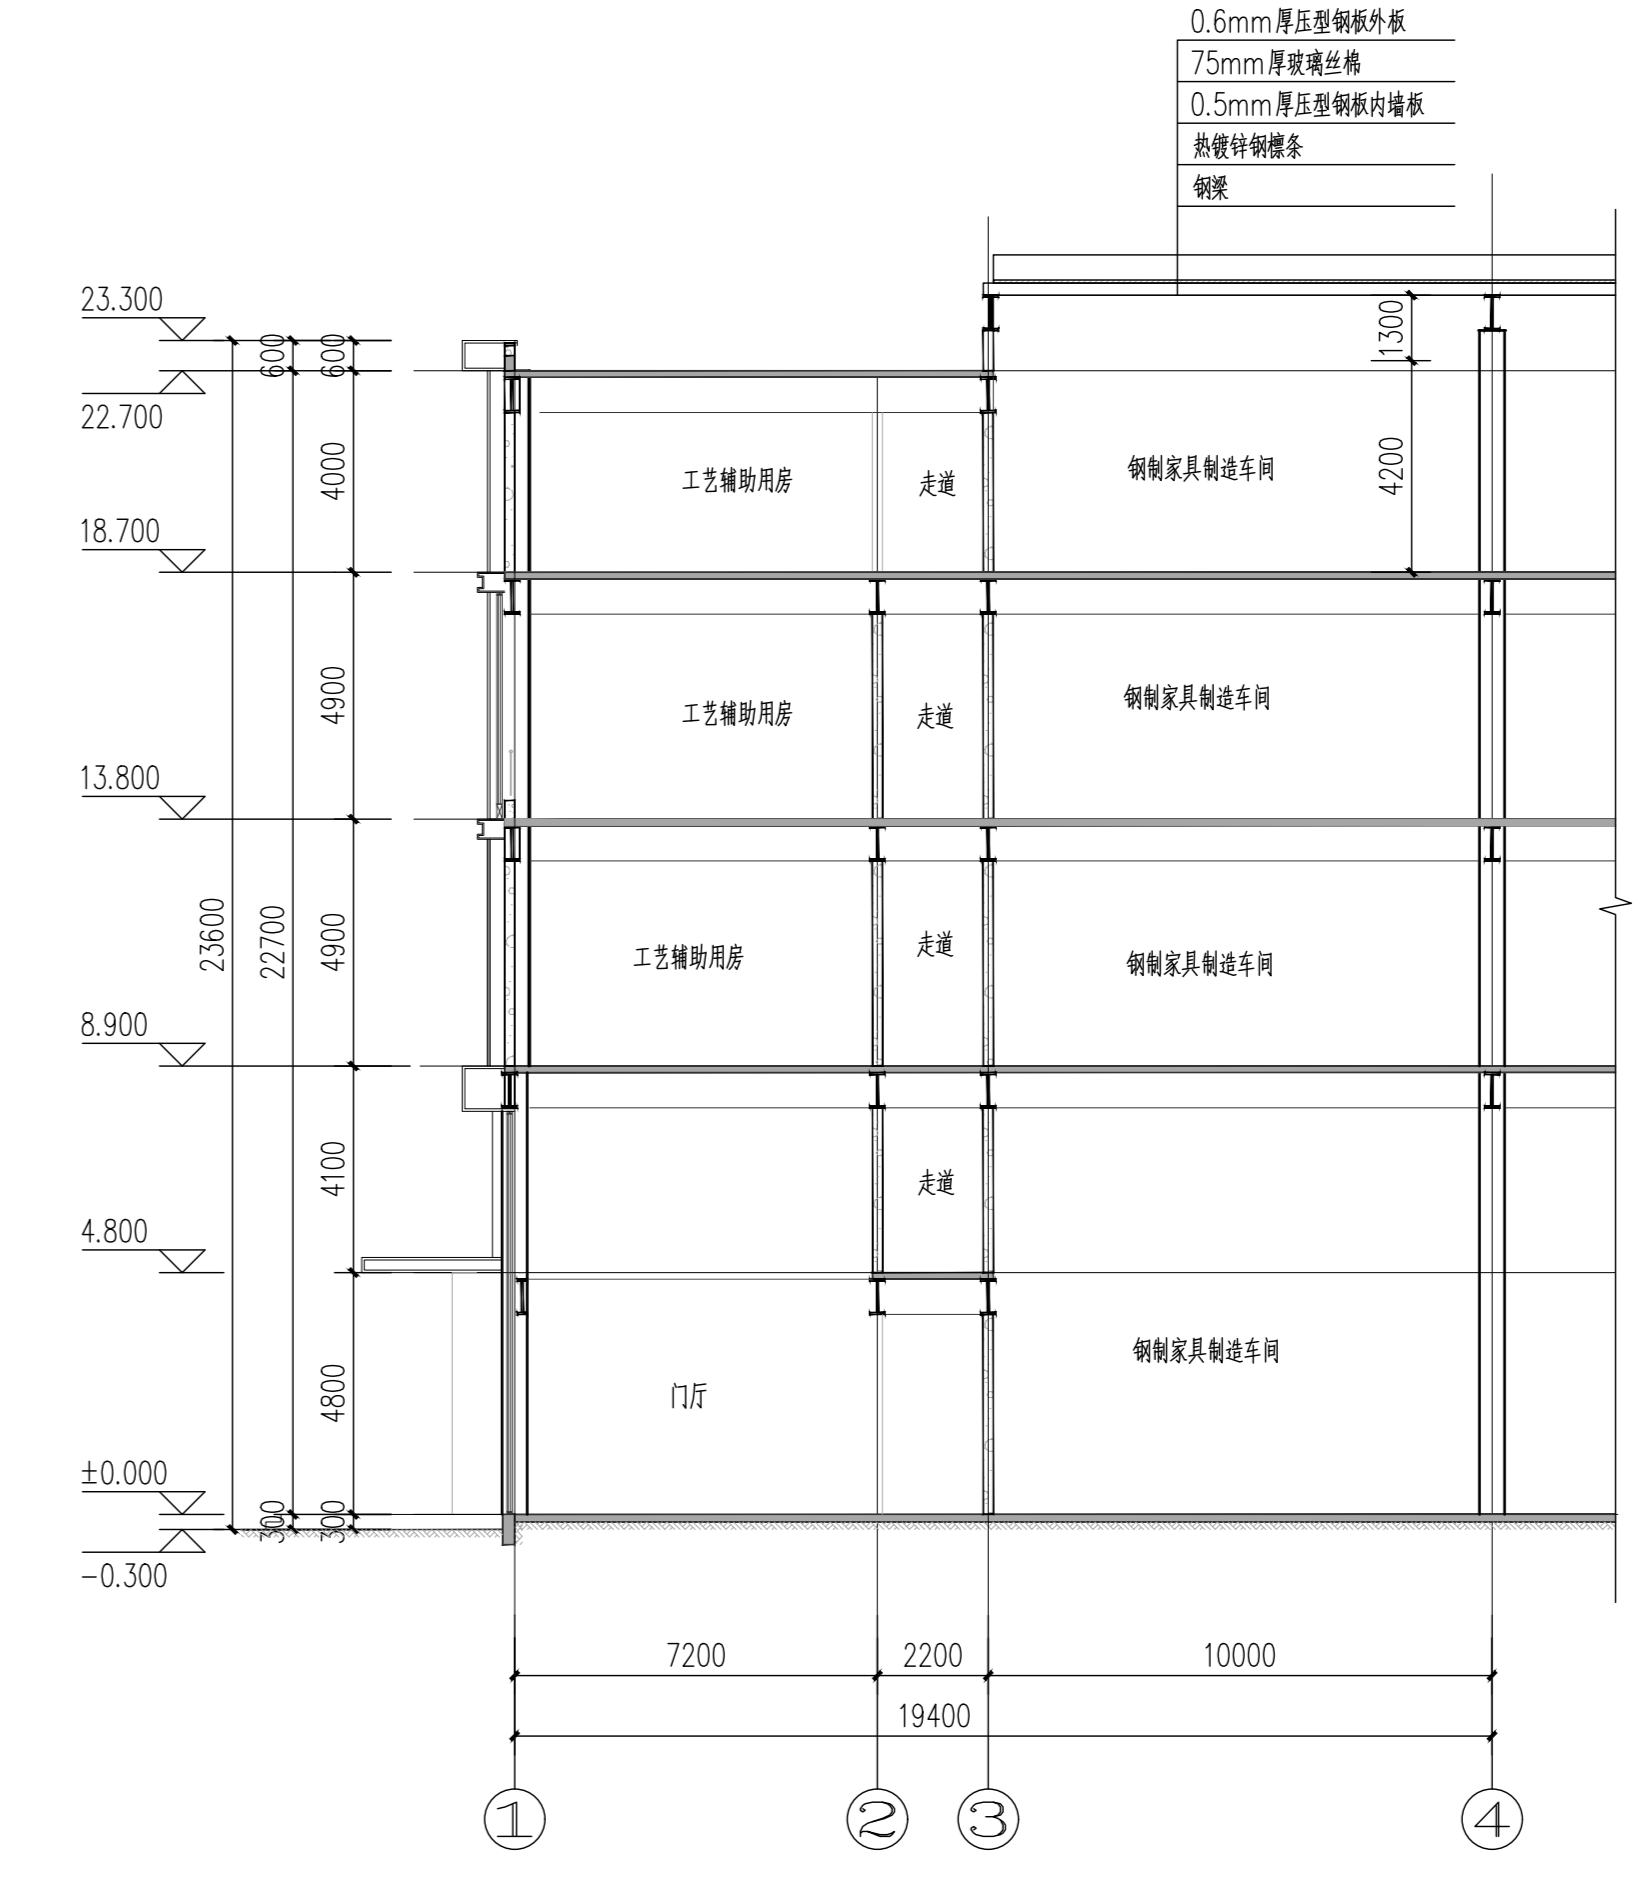 0.6mm厚压型钢板外板
75mm厚玻璃丝棉
0.5mm厚压型钢板内墙板
热镀锌钢檩条
钢梁
23.300
600
600
1300
22.700
4000
工艺辅助用房
走道
钢制家具制造车间
4200
18.700
4900
工艺辅助用房
走道
钢制家具制造车间
13.800
23600
22700
4900
工艺辅助用房
走道
钢制家具制造车间
8.900
4100
走道
4.800
4800
门厅
钢制家具制造车间
±0.000
300
300
-0.300
7200
2200
10000
19400
1
2
3
4